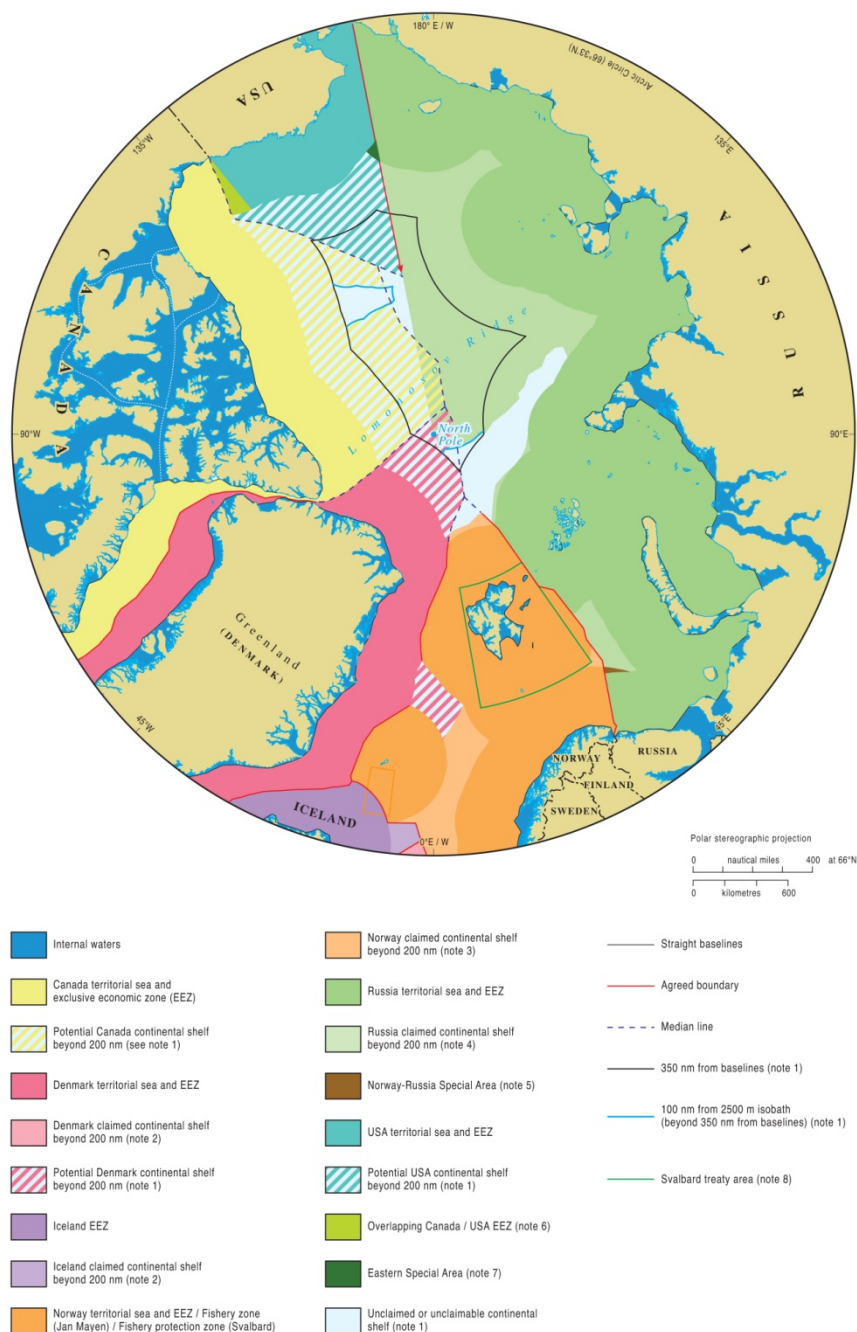 180° E / W
Arctic Circle (66°33'N)
USA
135°W
135°E
CANADA
RUSSIA
Lomonosov Ridge
90°W
North
Pole
90°E
Greenland
(DENMARK)
45°W
45°E
NORWAY
RUSSIA
FINLAND
SWEDEN
ICELAND
0°E / W
Polar stereographic projection
0 nautical miles 400 at 66°N
0 kilometres 600
Internal waters
Canada territorial sea and
exclusive economic zone (EEZ)
Potential Canada continental shelf
beyond 200 nm (see note 1)
Denmark territorial sea and EEZ
Denmark claimed continental shelf
beyond 200 nm (note 2)
Potential Denmark continental shelf
beyond 200 nm (note 1)
Iceland EEZ
Iceland claimed continental shelf
beyond 200 nm (note 2)
Norway territorial sea and EEZ / Fishery zone
(Jan Mayen) / Fishery protection zone (Svalbard)
Norway claimed continental shelf
beyond 200 nm (note 3)
Russia territorial sea and EEZ
Russia claimed continental shelf
beyond 200 nm (note 4)
Norway-Russia Special Area (note 5)
USA territorial sea and EEZ
Potential USA continental shelf
beyond 200 nm (note 1)
Overlapping Canada / USA EEZ (note 6)
Eastern Special Area (note 7)
Unclaimed or unclaimable continental
shelf (note 1)
Straight baselines
Agreed boundary
Median line
350 nm from baselines (note 1)
100 nm from 2500 m isobath
(beyond 350 nm from baselines) (note 1)
Svalbard treaty area (note 8)